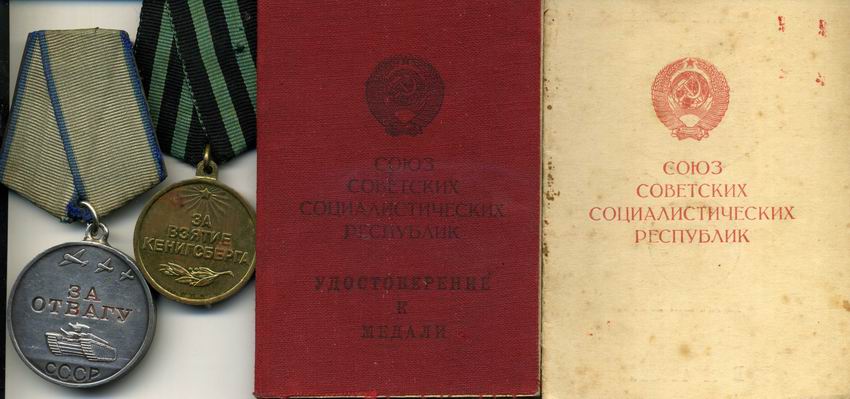 ЗА
ОТВАГУ
СССР
ЗА
ВЗЯТИЕ
КЕНИГСБЕРГА
СОЮЗ
СОВЕТСКИХ
СОЦИАЛИСТИЧЕСКИХ
РЕСПУБЛИК
УДОСТОВЕРЕНИЕ
К
МЕДАЛИ
СОЮЗ
СОВЕТСКИХ
СОЦИАЛИСТИЧЕСКИХ
РЕСПУБЛИК